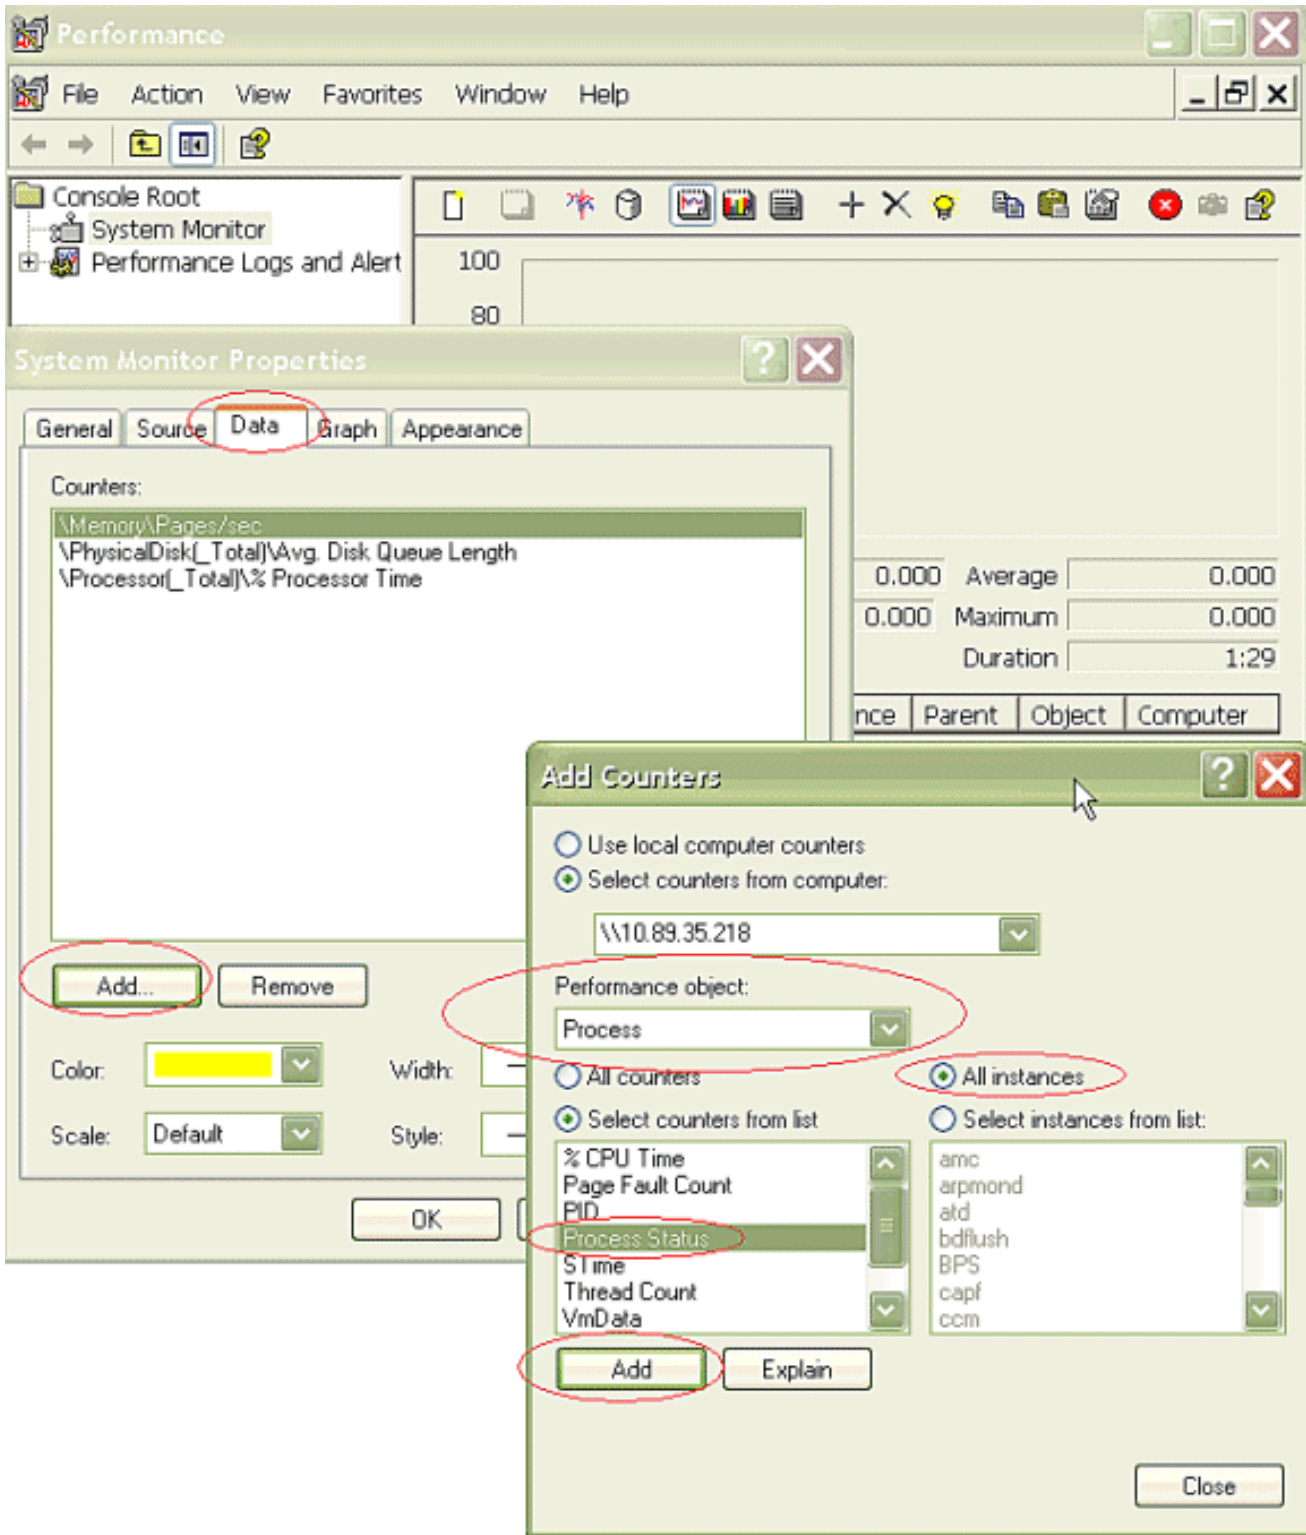 Performance
File Action View Favorites Window Help
Console Root
System Monitor
Performance Logs and Alert
100
80
System Monitor Properties
General Source Data Graph Appearance
Counters:
\Memory\Pages/sec
\PhysicalDisk(_Total)\Avg. Disk Queue Length
\Processor(_Total)\% Processor Time
0.000 Average 0.000
0.000 Maximum 0.000
Duration 1:29
nce Parent Object Computer
Add... Remove
Color: Width:
Scale: Default Style:
OK
Add Counters
Use local computer counters
Select counters from computer:
\\10.89.35.218
Performance object:
Process
All counters All instances
Select counters from list Select instances from list:
% CPU Time
Page Fault Count
PID
Process Status
STime
Thread Count
VmData
amc
arpmond
atd
bdflush
BPS
capf
ccm
Add Explain
Close